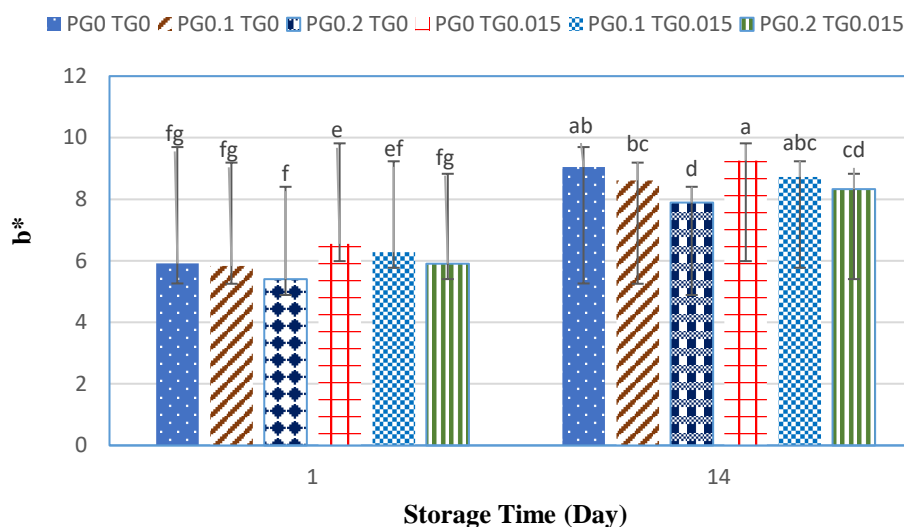 PG0 TG0 PG0.1 TG0 PG0.2 TG0 PG0 TG0.015 PG0.1 TG0.015 PG0.2 TG0.015
12
10
8
6
4
2
0
b*
fg fg f e ef fg ab bc d a abc cd
1 14
Storage Time (Day)